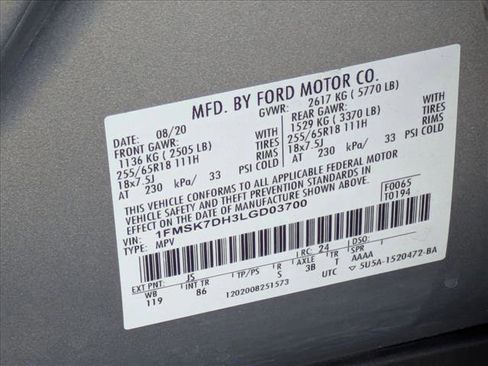 MFD. BY FORD MOTOR CO.
DATE: 08/20 GVWR: 2617 KG ( 5770 LB)
FRONT GAWR: REAR GAWR:
1136 KG ( 2505 LB) WITH 1529 KG ( 3370 LB) WITH
255/65R18 111H TIRES 255/65R18 111H TIRES
18x7.5J RIMS 18x7.5J RIMS
AT 230 kPa/ 33 PSI COLD AT 230 kPa/ 33 PSI COLD
THIS VEHICLE CONFORMS TO ALL APPLICABLE FEDERAL MOTOR
VEHICLE SAFETY AND THEFT PREVENTION STANDARDS IN
EFFECT ON THE DATE OF MANUFACTURE SHOWN ABOVE.
VIN: 1FMSK7DH3LGD03700 F0065
TYPE: MPV T0194
EXT PNT: JS RC: 24 DSO:
WB INT TR TP/PS R AXLE TR
119 86 S 3B T AAAA
1202008251573 UTC 5U5A-1520472-BA